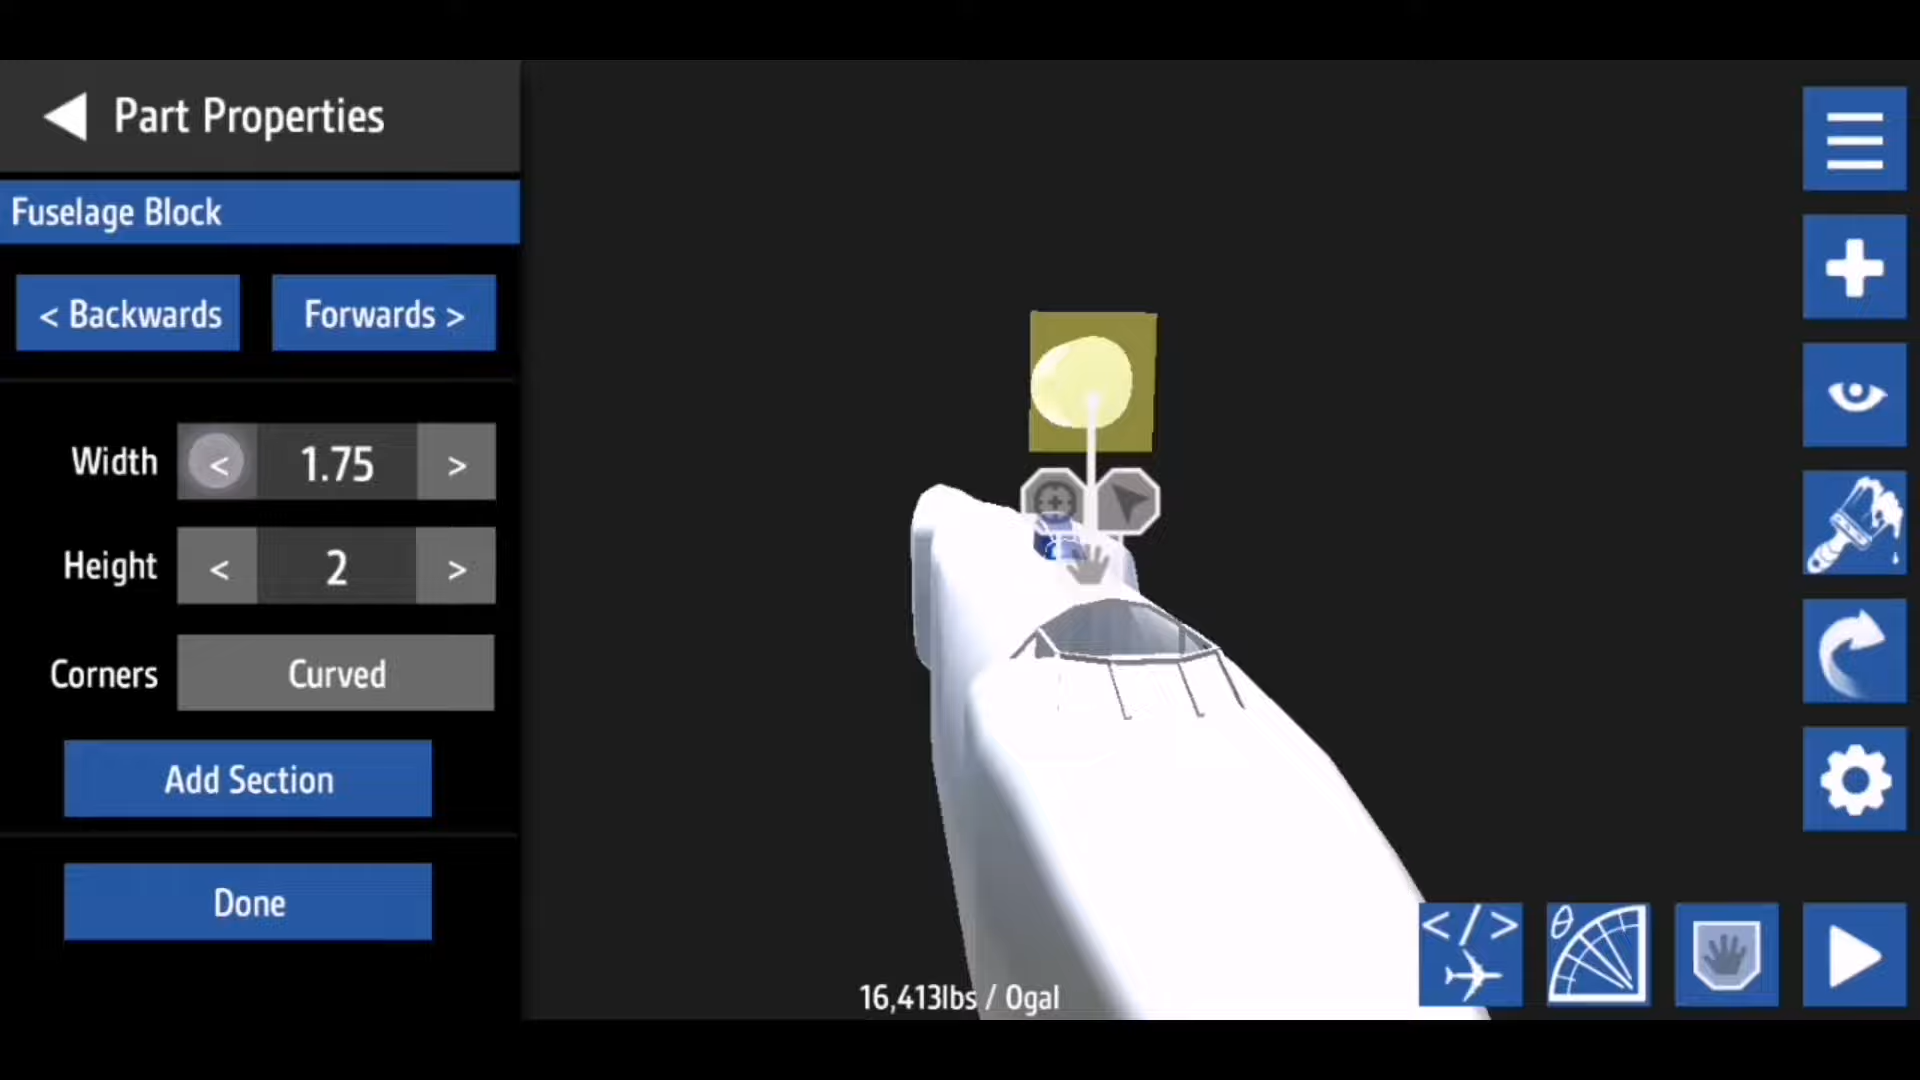 Part Properties
Fuselage Block
< Backwards
Forwards >
Width
<
1.75
>
Height
<
2
>
Corners
Curved
Add Section
Done
</>
θ
16,413lbs / 0gal